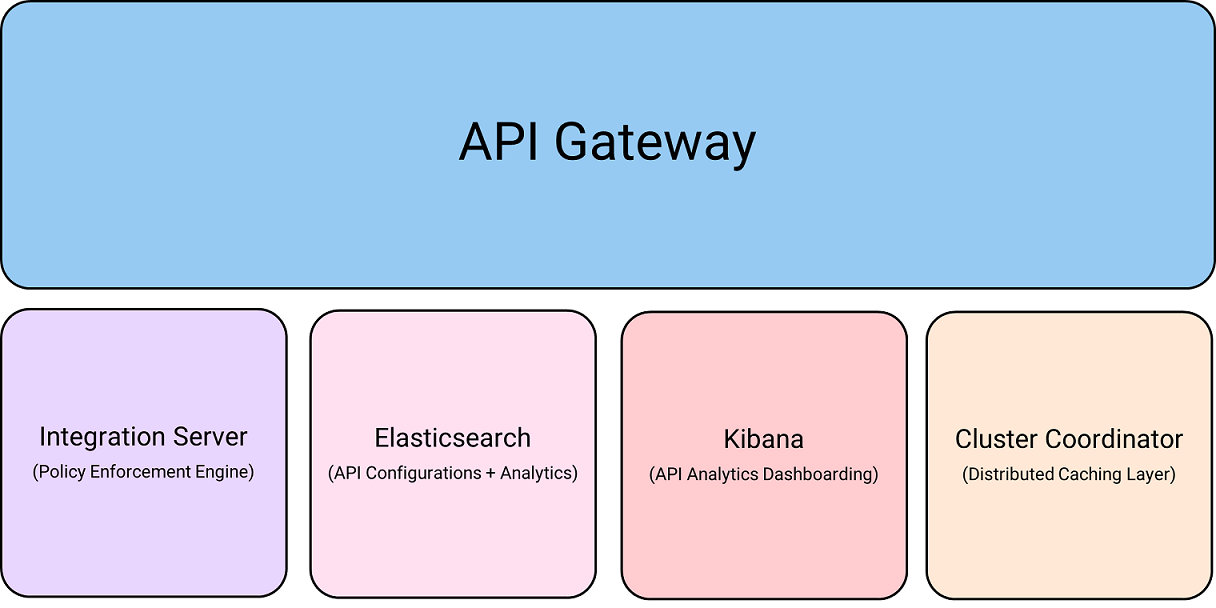 API Gateway
Integration Server
(Policy Enforcement Engine)
Elasticsearch
(API Configurations + Analytics)
Kibana
(API Analytics Dashboarding)
Cluster Coordinator
(Distributed Caching Layer)